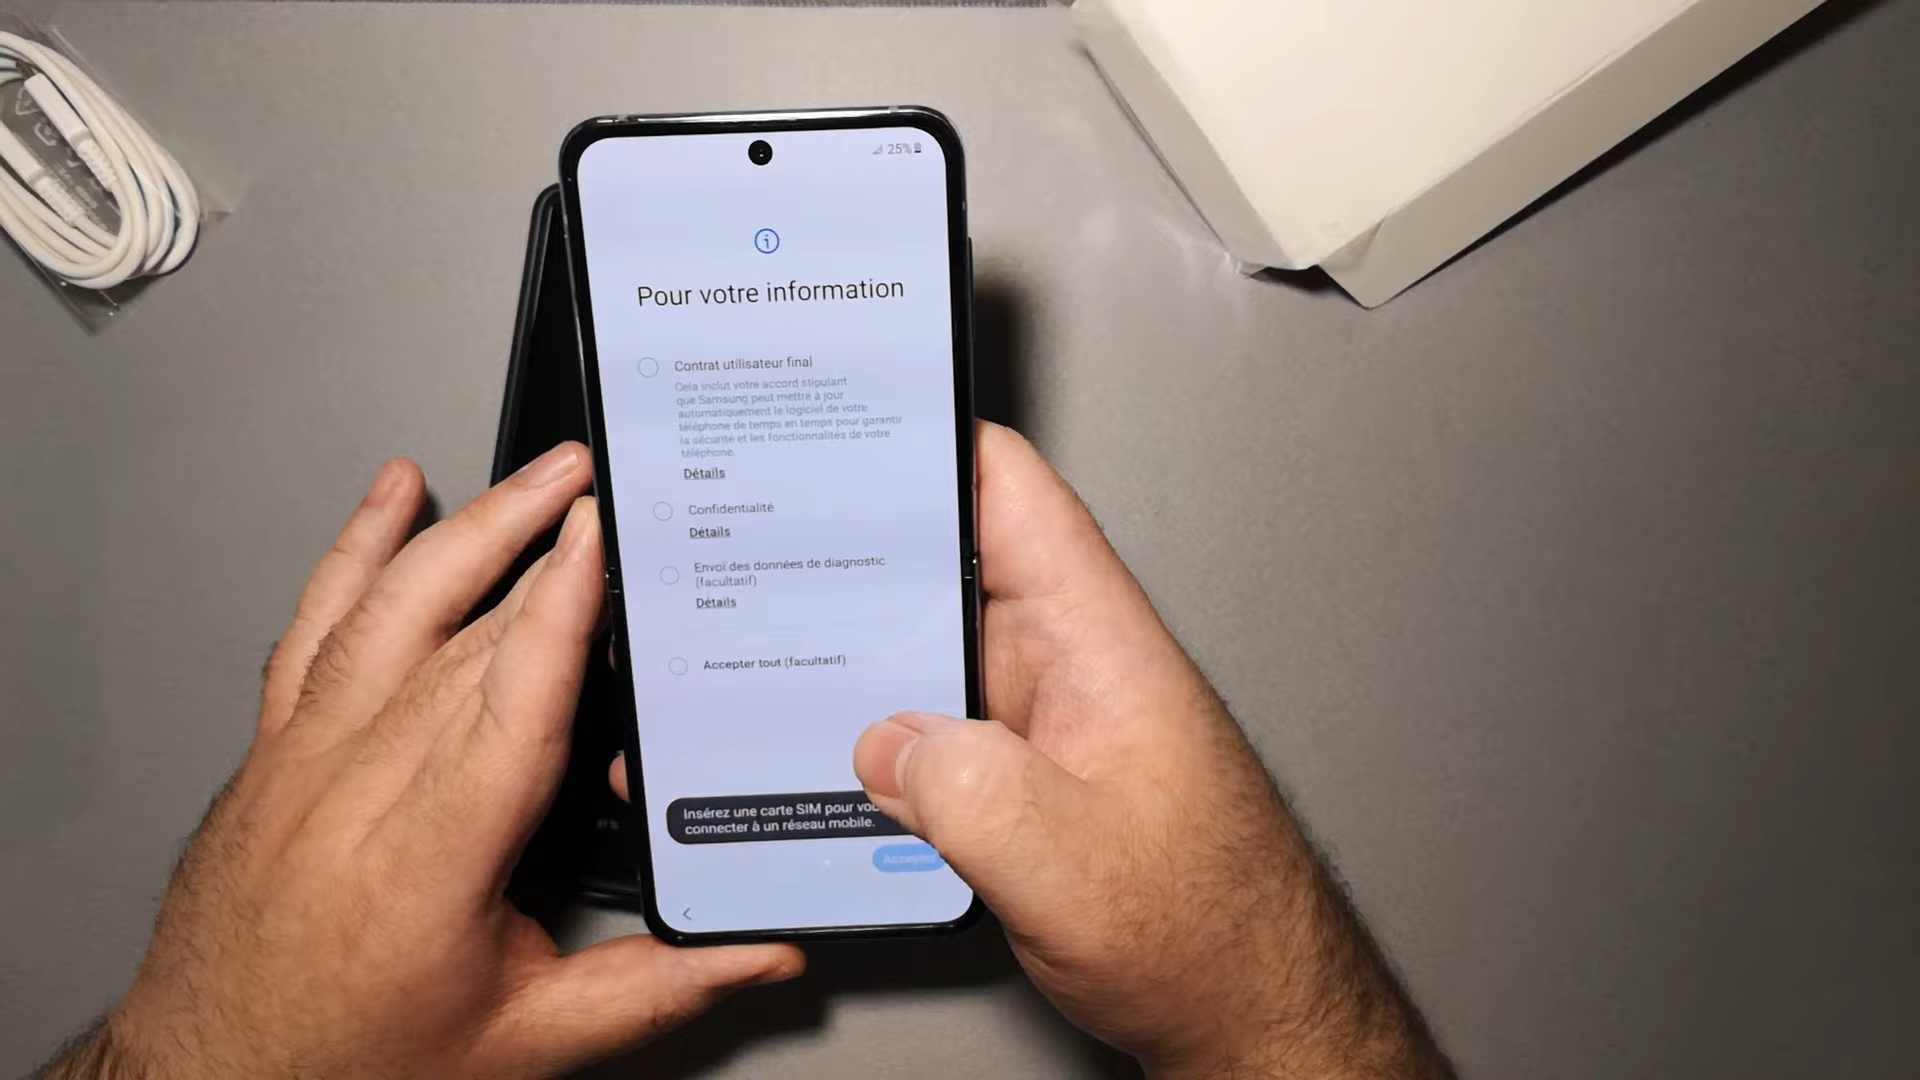 25%
Pour votre information
Contrat utilisateur final
Cela inclut votre accord stipulant
que Samsung peut mettre à jour
automatiquement le logiciel de votre
téléphone de temps en temps pour garantir
la sécurité et les fonctionnalités de votre
téléphone.
Détails
Confidentialité
Détails
Envoi des données de diagnostic
(facultatif)
Détails
Accepter tout (facultatif)
Insérez une carte SIM pour
connecter à un réseau mobile.
Accepter